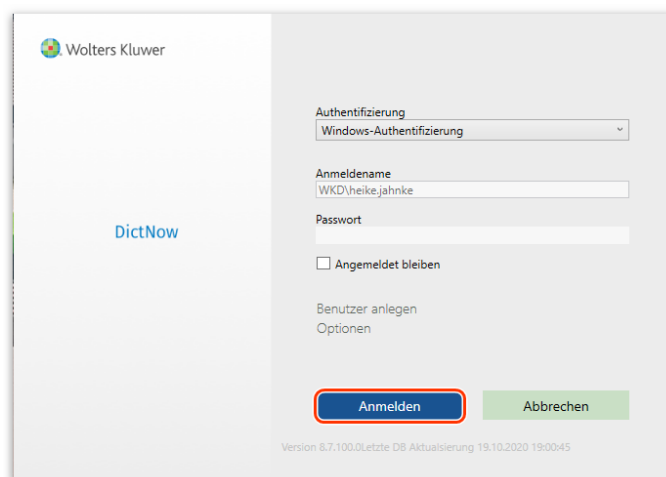 Wolters Kluwer
DictNow
Authentifizierung
Windows-Authentifizierung
Anmeldename
WKD\heike.jahnke
Passwort
Angemeldet bleiben
Benutzer anlegen
Optionen
Anmelden
Abbrechen
Version 8.7.100.0Letzte DB Aktualsierung 19.10.2020 19:00:45